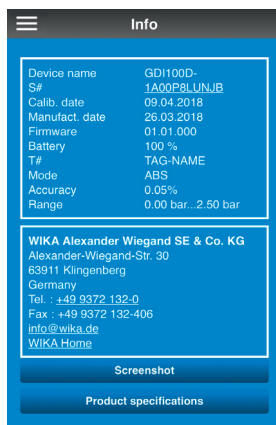 Info
Device name GDI100D-
S# 1A00P8LUNJB
Calib. date 09.04.2018
Manufact. date 26.03.2018
Firmware 01.01.000
Battery 100 %
T# TAG-NAME
Mode ABS
Accuracy 0.05%
Range 0.00 bar...2.50 bar
WIKA Alexander Wiegand SE & Co. KG
Alexander-Wiegand-Str. 30
63911 Klingenberg
Germany
Tel. : +49 9372 132-0
Fax : +49 9372 132-406
info@wika.de
WIKA Home
Screenshot
Product specifications